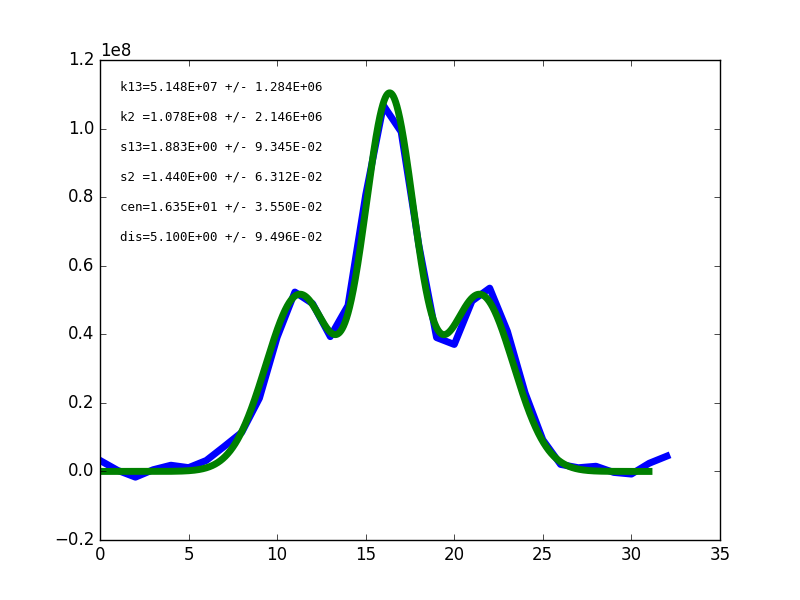 1e8
1.2
1.0
0.8
0.6
0.4
0.2
0.0
−0.2
k13=5.148E+07 +/- 1.284E+06
k2 =1.078E+08 +/- 2.146E+06
s13=1.883E+00 +/- 9.345E-02
s2 =1.440E+00 +/- 6.312E-02
cen=1.635E+01 +/- 3.550E-02
dis=5.100E+00 +/- 9.496E-02
0 5 10 15 20 25 30 35